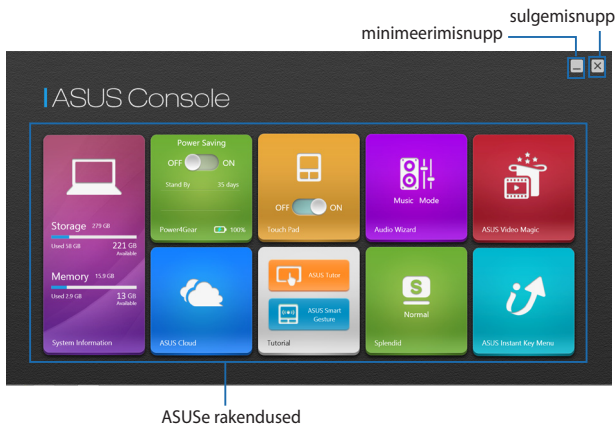 sulgemisnupp
minimeerimisnupp
ASUS Console
Power Saving
OFF ON
Stand By 35 days
Power4Gear 100%
OFF ON
Touch Pad
Music Mode
Audio Wizard
ASUS Video Magic
Storage 279 GB
Used 58 GB 221 GB
Available
Memory 15.9 GB
Used 2.9 GB 13 GB
Available
System Information
ASUS Cloud
ASUS Tutor
ASUS Smart
Gesture
Tutorial
S
Normal
Splendid
ASUS Instant Key Menu
ASUSe rakendused